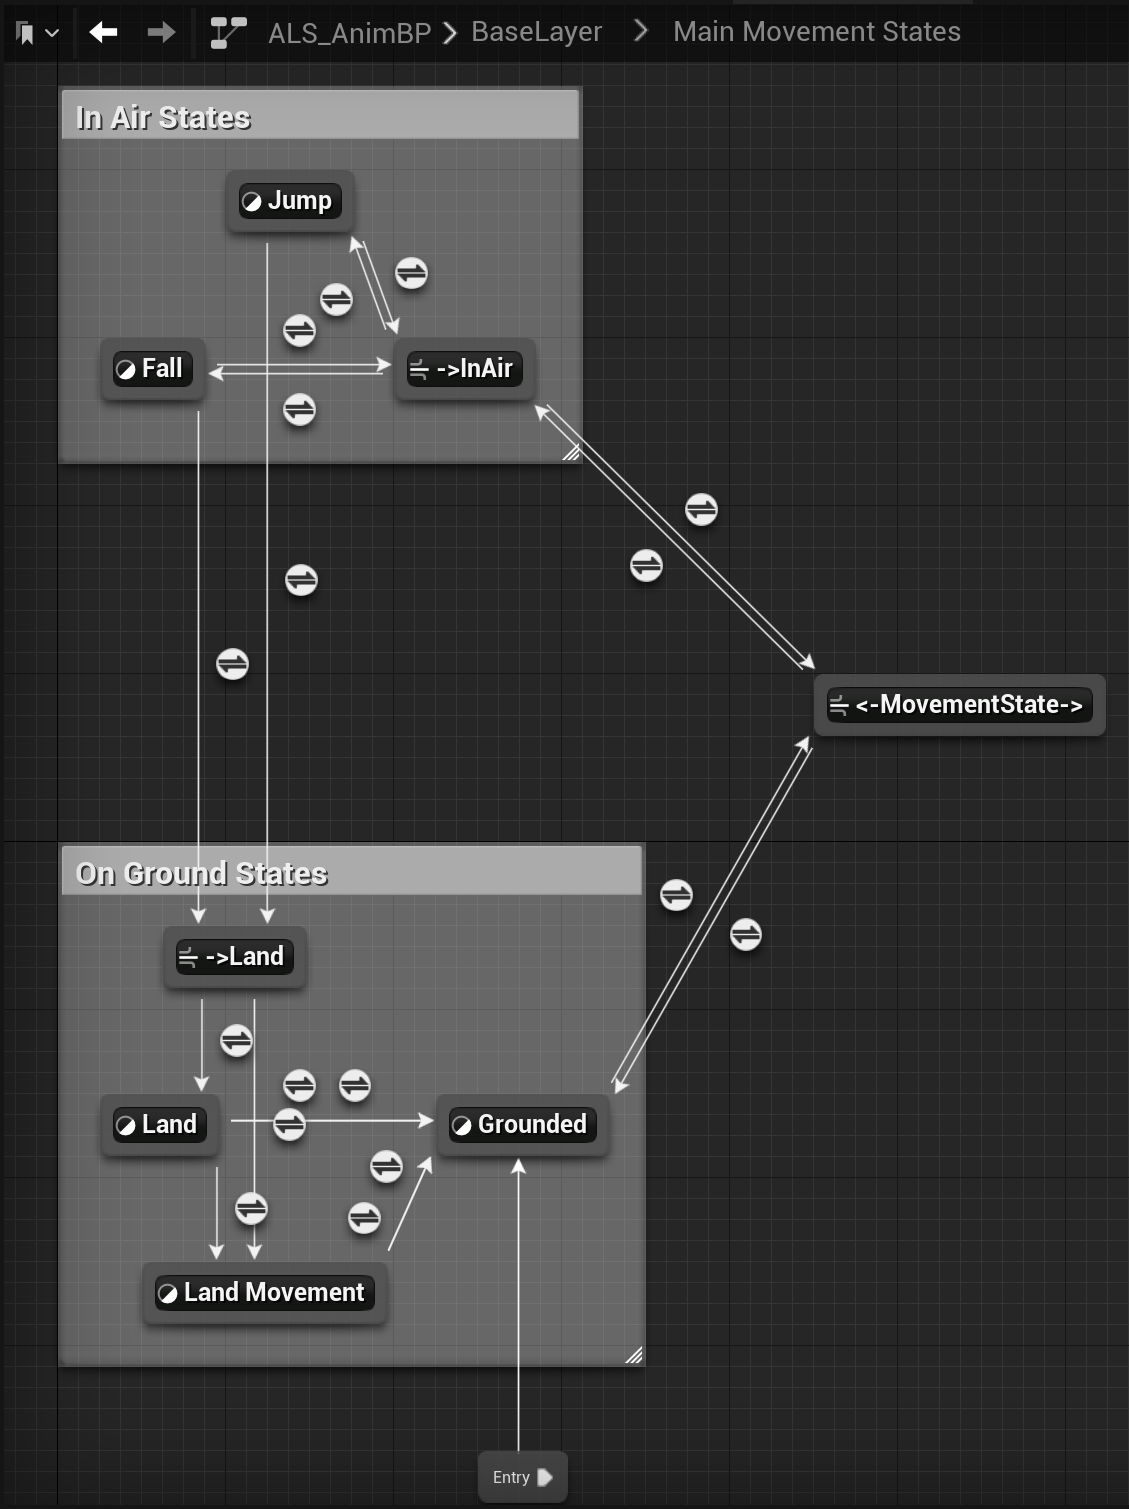 ALS_AnimBP > BaseLayer > Main Movement States
In Air States
Jump
Fall
->InAir
<-MovementState->
On Ground States
->Land
Land
Grounded
Land Movement
Entry